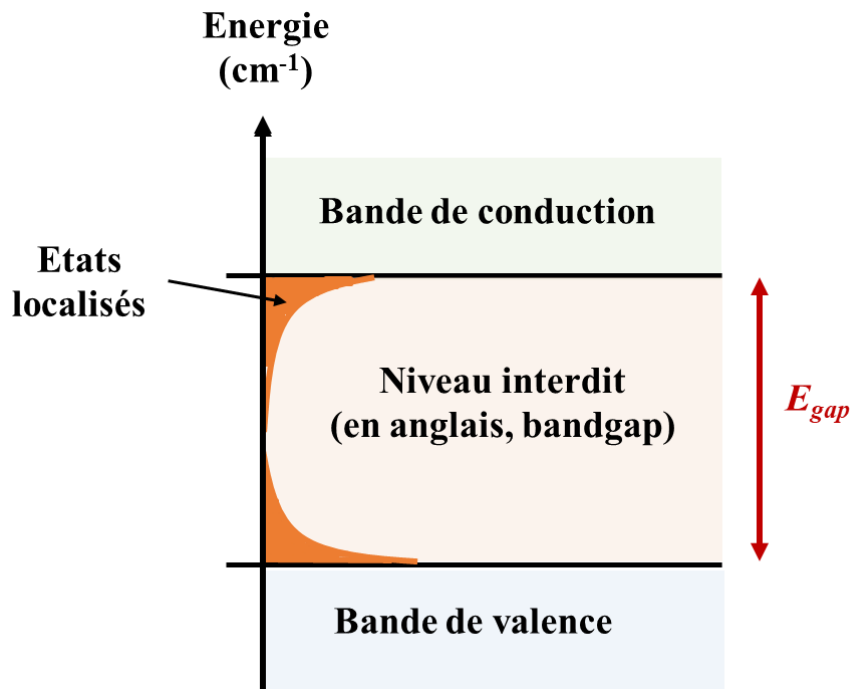 Energie
(cm-1)
Bande de conduction
Etats
localisés
Niveau interdit
(en anglais, bandgap)
Egap
Bande de valence